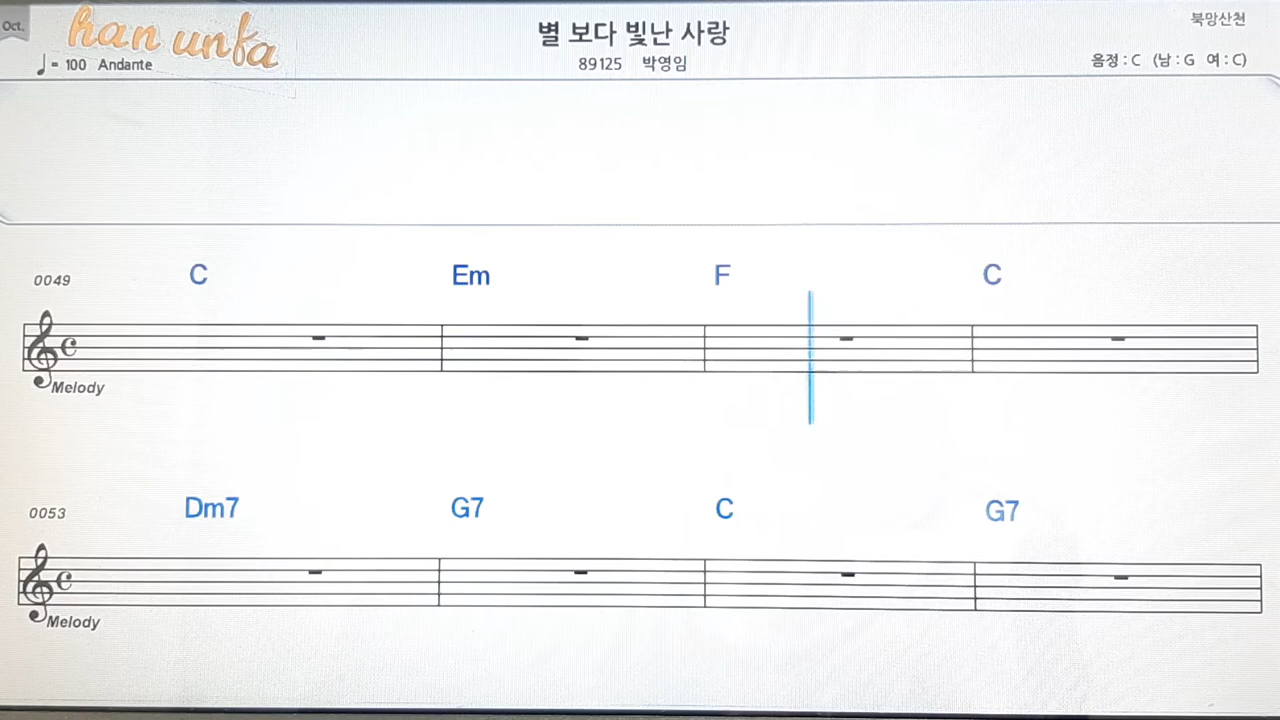 Oct.
han unfa
별 보다 빛난 사랑
북망산천
♩ = 100 Andante
89125 박영임
음정 : C (남 : G 여 : C)
0049 C Em F C
Melody
0053 Dm7 G7 C G7
Melody